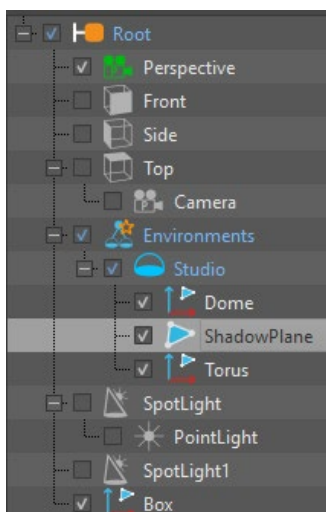 Root
Perspective
Front
Side
Top
Camera
Environments
Studio
Dome
ShadowPlane
Torus
SpotLight
PointLight
SpotLight1
Box